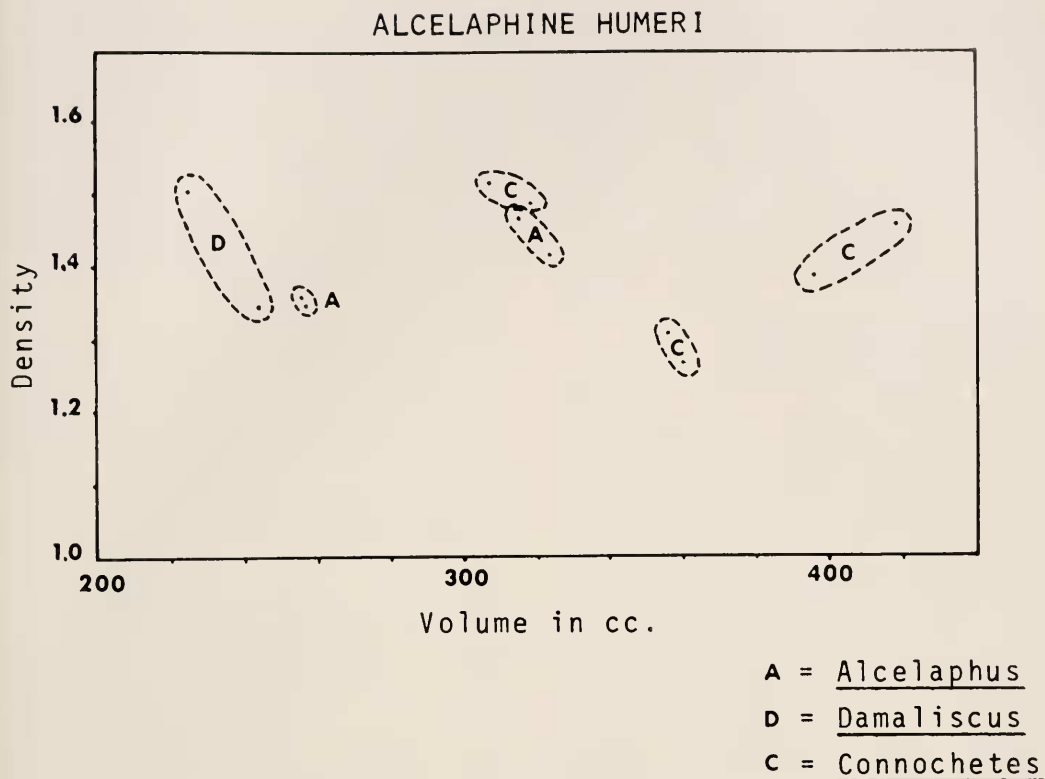 ALCELAPHINE HUMERI
1.6
1.4
1.2
1.0
Density
D
A
C
A
C
C
200 300 400
Volume in cc.
A = Alcelaphus
D = Damaliscus
C = Connochetes